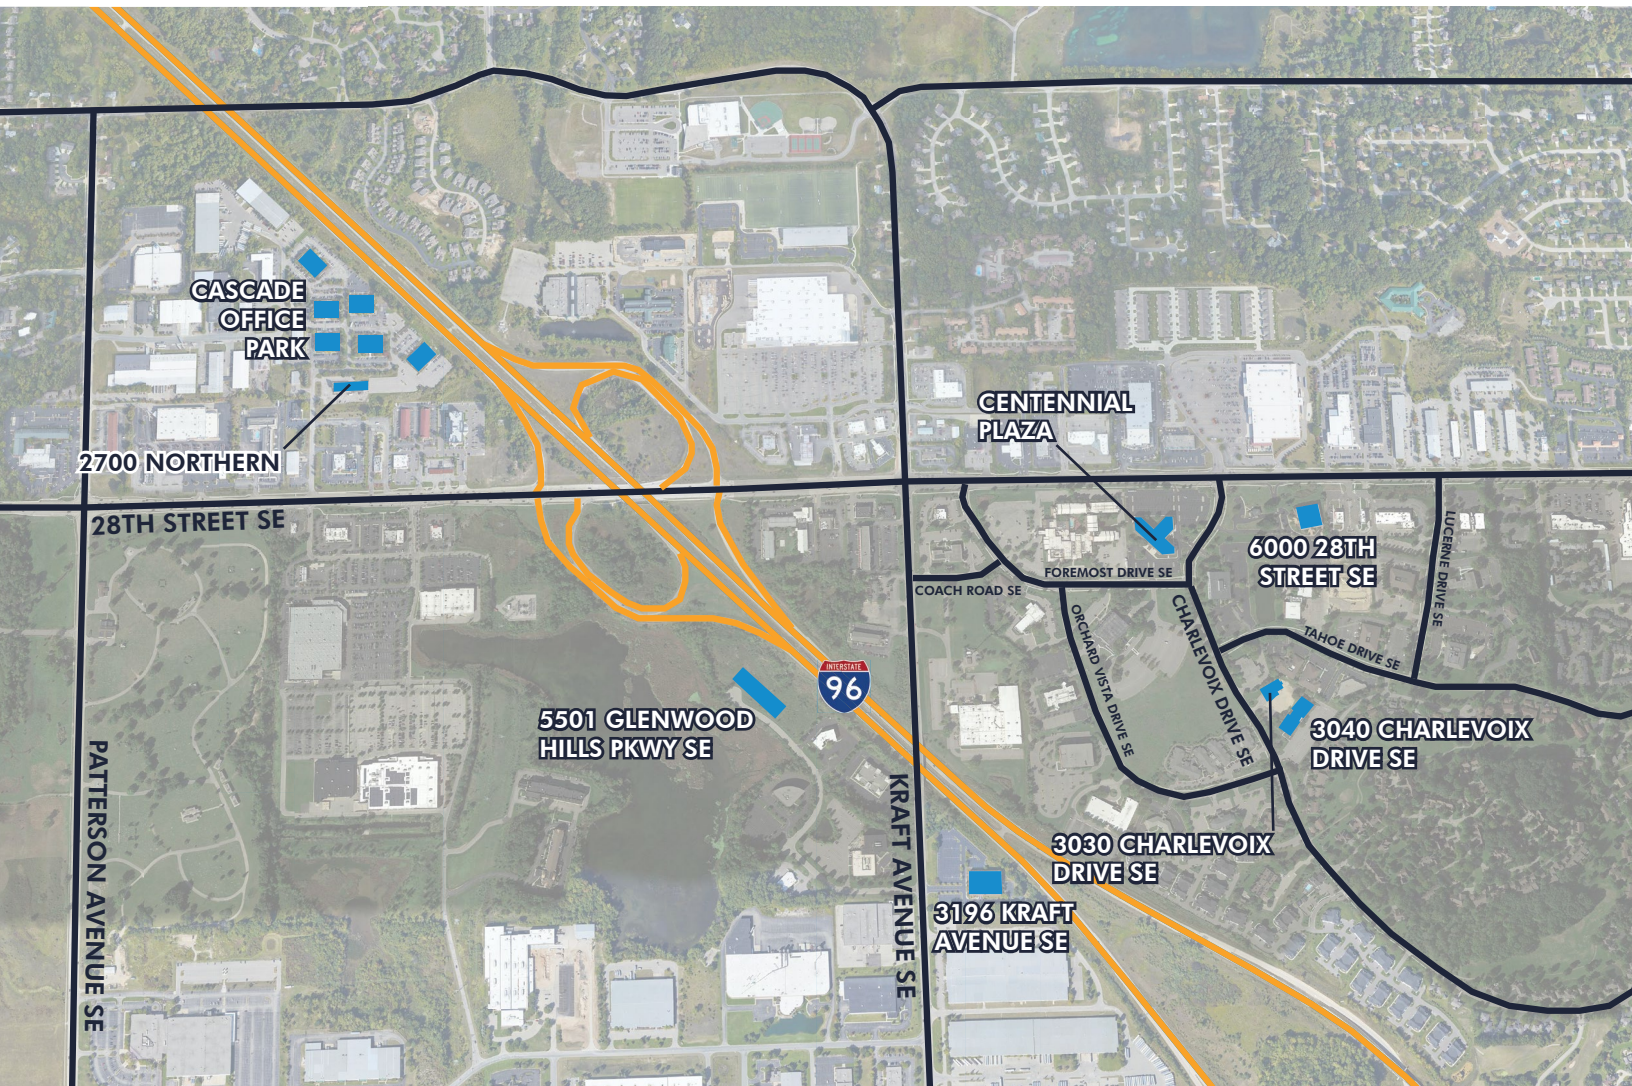 CASCADE
OFFICE
PARK
2700 NORTHERN
28TH STREET SE
CENTENNIAL
PLAZA
6000 28TH
STREET SE
LUCERNE DRIVE SE
FOREMOST DRIVE SE
COACH ROAD SE
ORCHARD VISTA DRIVE SE
CHARLEVOIX DRIVE SE
TAHOE DRIVE SE
INTERSTATE
96
5501 GLENWOOD
HILLS PKWY SE
3040 CHARLEVOIX
DRIVE SE
PATTERSON AVENUE SE
KRAFT AVENUE SE
3030 CHARLEVOIX
DRIVE SE
3196 KRAFT
AVENUE SE